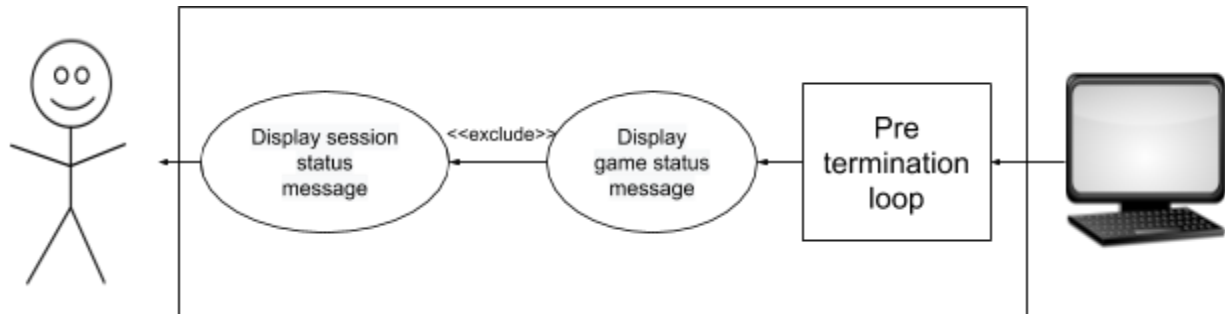 Display session
status
message
<<exclude>>
Display
game status
message
Pre
termination
loop